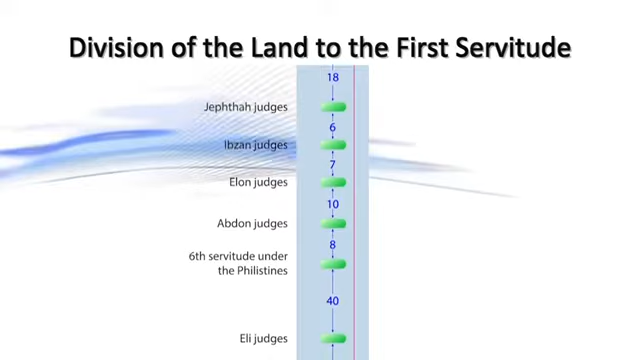 Division of the Land to the First Servitude
18
Jephthah judges
6
Ibzan judges
7
Elon judges
10
Abdon judges
8
6th servitude under
the Philistines
40
Eli judges